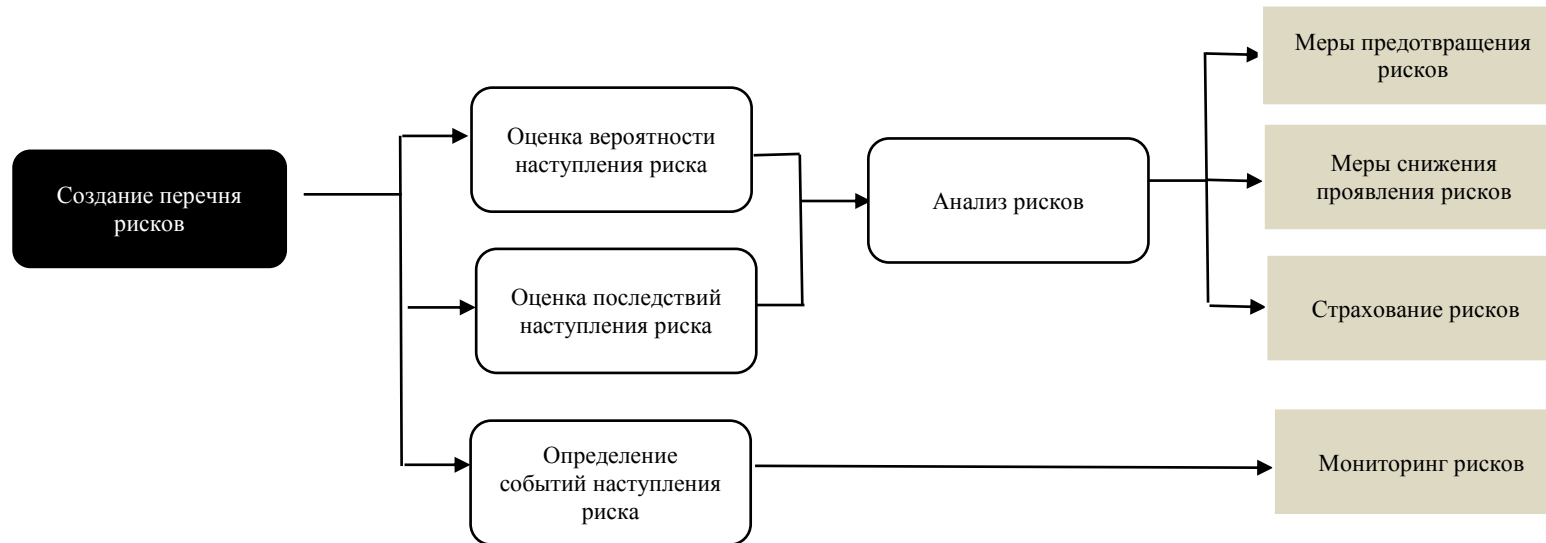 Создание перечня
рисков
Оценка вероятности
наступления риска
Оценка последствий
наступления риска
Определение
событий наступления
риска
Анализ рисков
Меры предотвращения
рисков
Меры снижения
проявления рисков
Страхование рисков
Мониторинг рисков